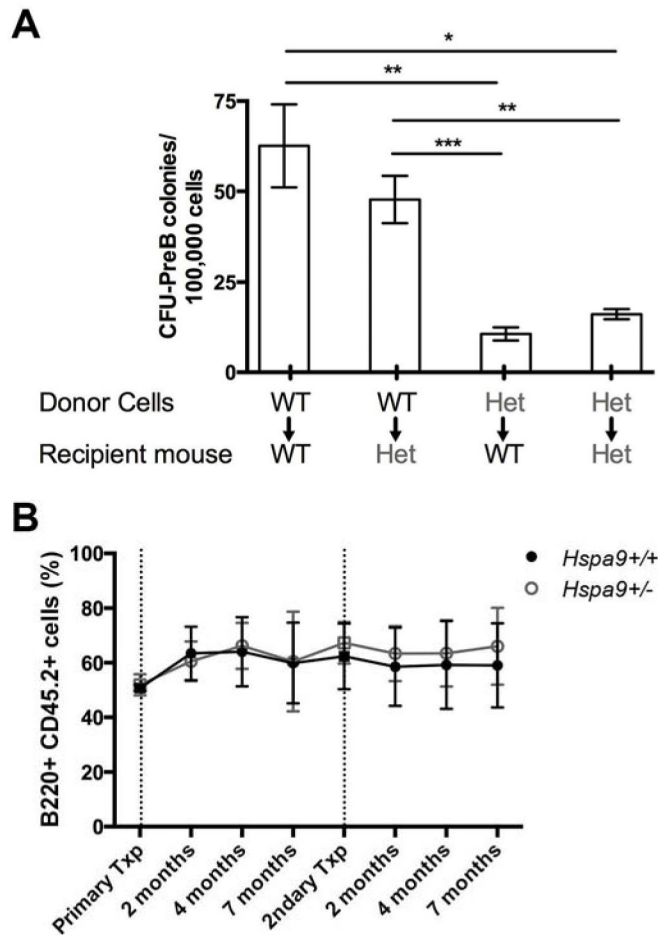 A
*
**
**
***
75
50
25
0
CFU-PreB colonies/
100,000 cells
Donor Cells WT WT Het Het
Recipient mouse WT Het WT Het
B
100
80
60
40
20
0
B220+ CD45.2+ cells (%)
Hspa9+/+
Hspa9+/-
Primary Txp
2 months
4 months
7 months
2ndary Txp
2 months
4 months
7 months